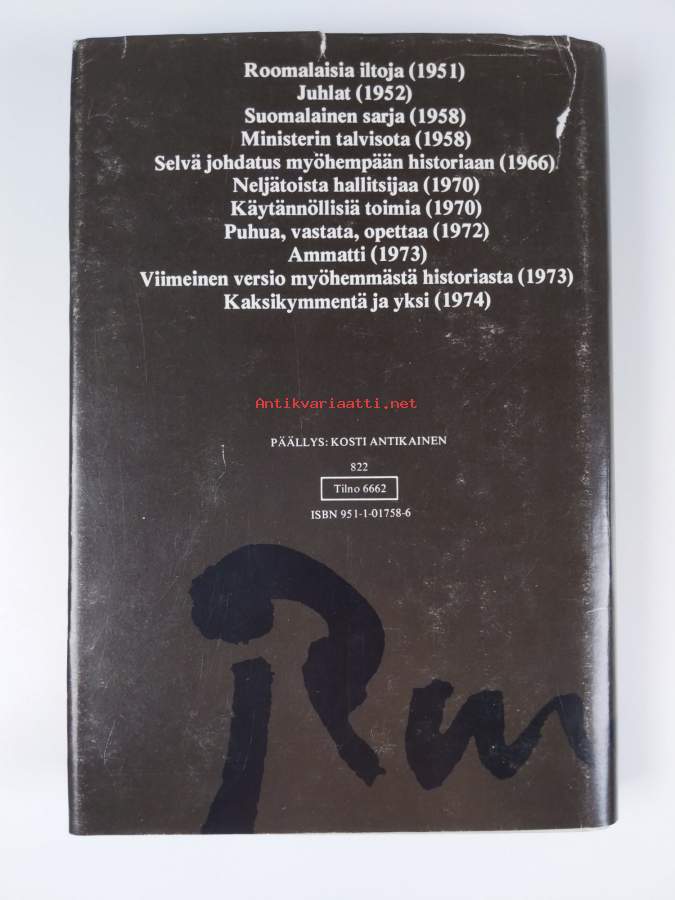 Roomalaisia iltoja (1951)
Juhlat (1952)
Suomalainen sarja (1958)
Ministerin talvisota (1958)
Selvä johdatus myöhempään historiaan (1966)
Neljätoista hallitsijaa (1970)
Käytännöllisiä toimia (1970)
Puhua, vastata, opettaa (1972)
Ammatti (1973)
Viimeinen versio myöhemmästä historiasta (1973)
Kaksikymmentä ja yksi (1974)
Antikvariaatti.net
PÄÄLLYS: KOSTI ANTIKAINEN
822
Tilno 6662
ISBN 951-1-01758-6